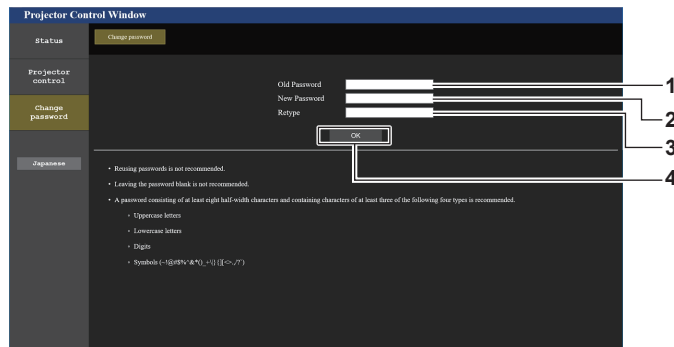 Projector Control Window
Status
Change password
Projector
control
Change
password
Japanese
Old Password
New Password
Retype
OK
1
2
3
4
• Reusing passwords is not recommended.
• Leaving the password blank is not recommended.
• A password consisting of at least eight half-width characters and containing characters of at least three of the following four types is recommended.
◦ Uppercase letters
◦ Lowercase letters
◦ Digits
◦ Symbols (~!@#$%^&*()_+\{}[]<>.,/?`)